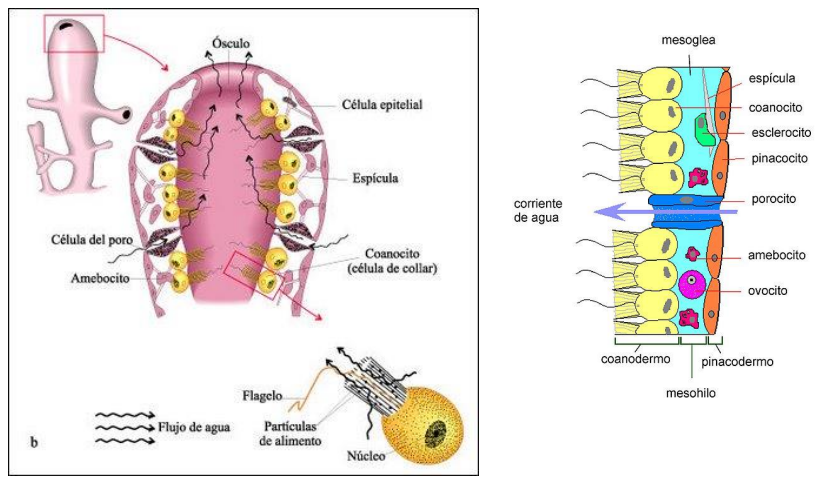 Ósculo
Célula epitelial
Espícula
Célula del poro
Coanocito
(célula de collar)
Amebocito
Flagelo
Flujo de agua
Partículas
de alimento
b
Núcleo
mesoglea
espícula
coanocito
esclerocito
pinacocito
porocito
corriente
de agua
amebocito
ovocito
coanodermo
pinacodermo
mesohilo